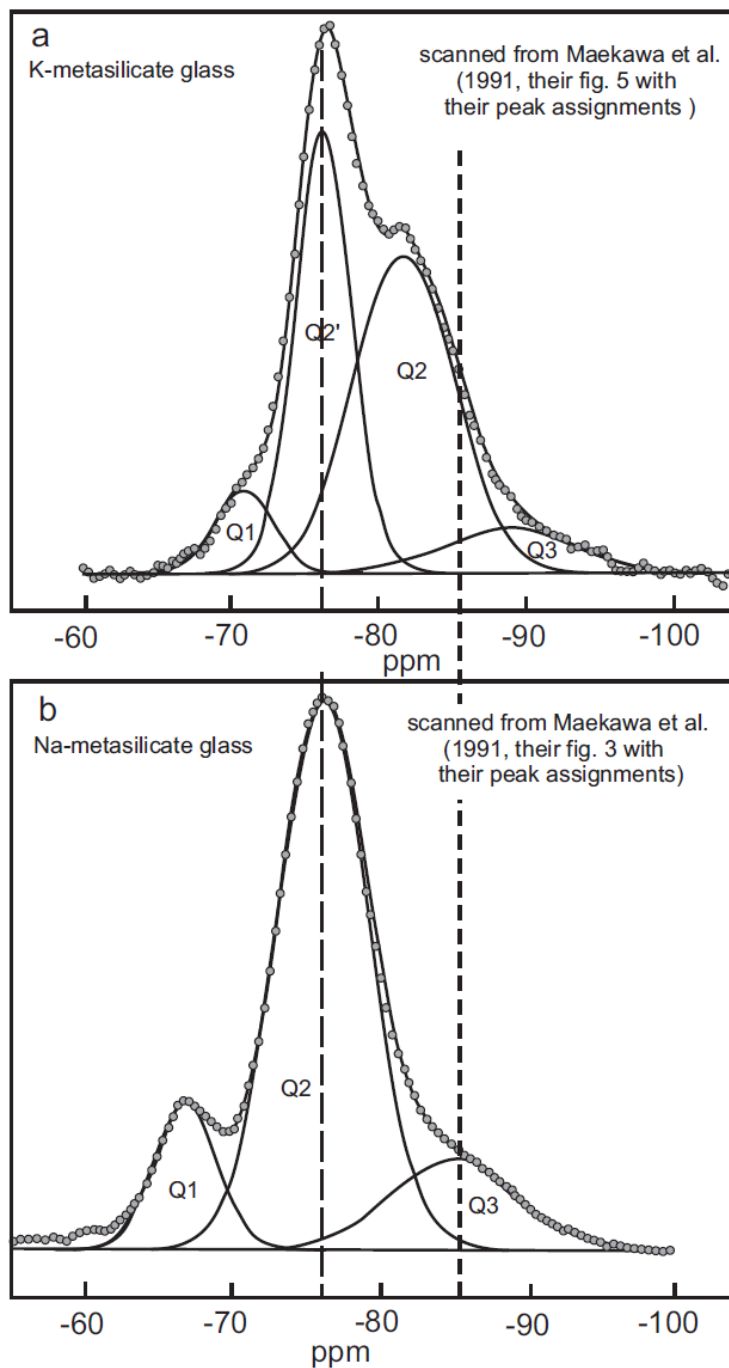 a
K-metasilicate glass
scanned from Maekawa et al.
(1991, their fig. 5 with
their peak assignments )
Q2'
Q2
Q1
Q3
-60 -70 -80 -90 -100
ppm
b
Na-metasilicate glass
scanned from Maekawa et al.
(1991, their fig. 3 with
their peak assignments)
Q2
Q1
Q3
-60 -70 -80 -90 -100
ppm